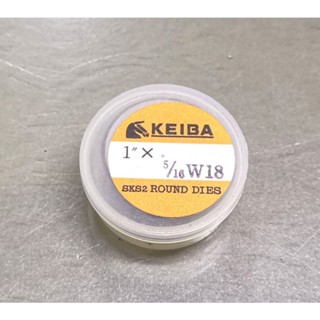 KEIBA
1" × 5/16 W18
SKS2 ROUND DIES